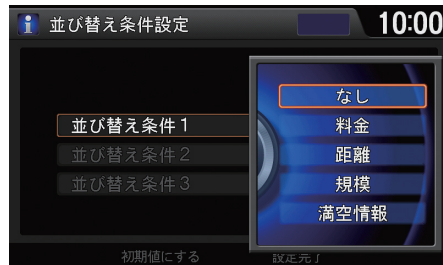 並び替え条件設定
10:00
並び替え条件1
並び替え条件2
並び替え条件3
なし
料金
距離
規模
満空情報
初期値にする
設定完了